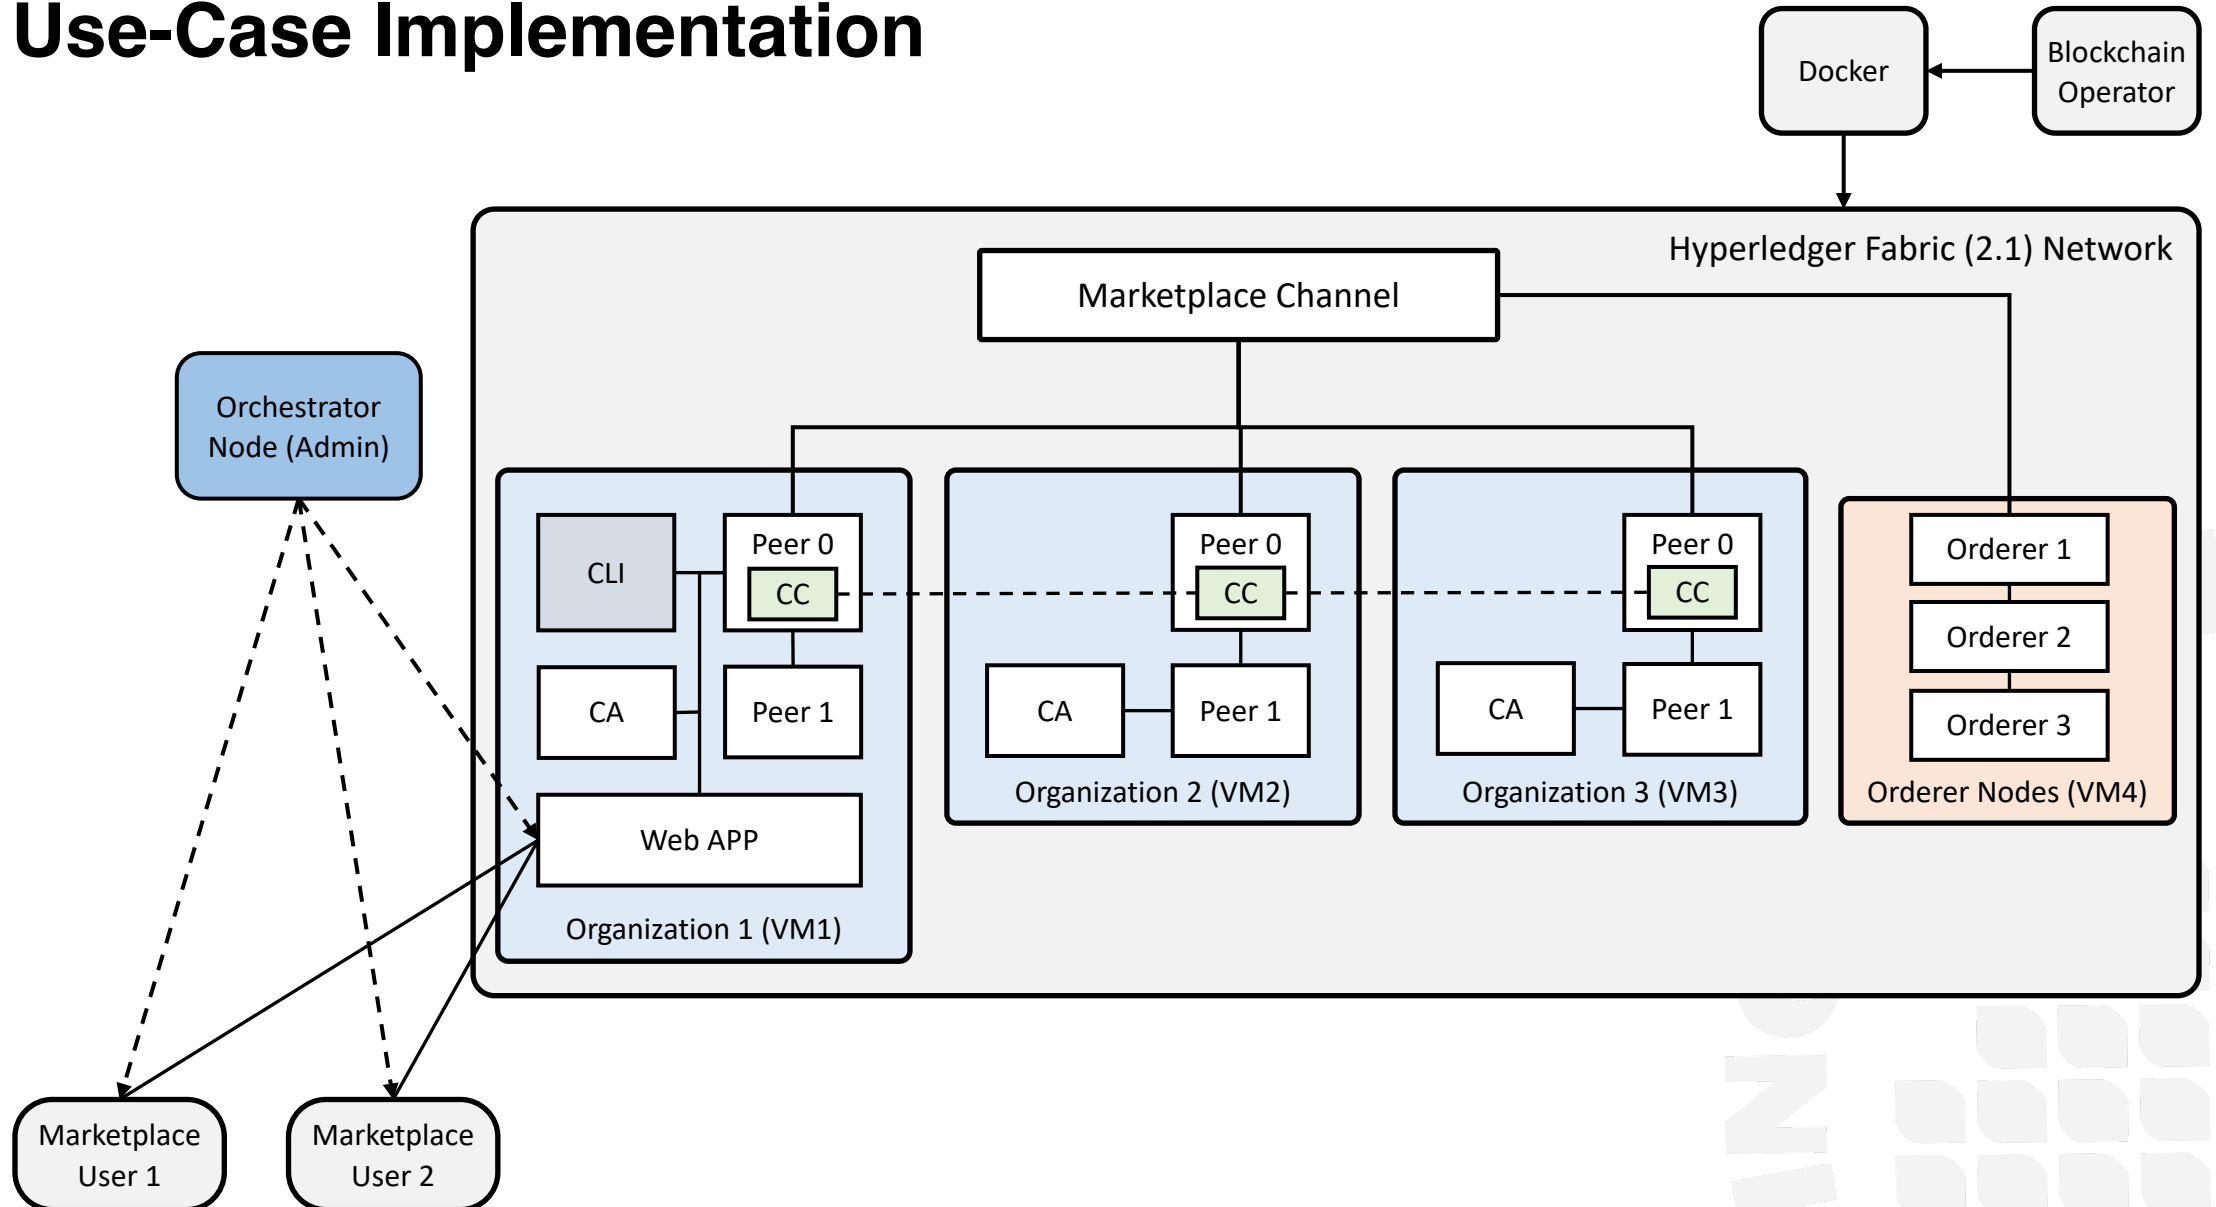 Use-Case Implementation
Docker
Blockchain
Operator
Hyperledger Fabric (2.1) Network
Marketplace Channel
Orchestrator
Node (Admin)
CLI
Peer 0
CC
CA
Peer 1
Web APP
Organization 1 (VM1)
Peer 0
CC
CA
Peer 1
Organization 2 (VM2)
Peer 0
CC
CA
Peer 1
Organization 3 (VM3)
Orderer 1
Orderer 2
Orderer 3
Orderer Nodes (VM4)
Marketplace
User 1
Marketplace
User 2